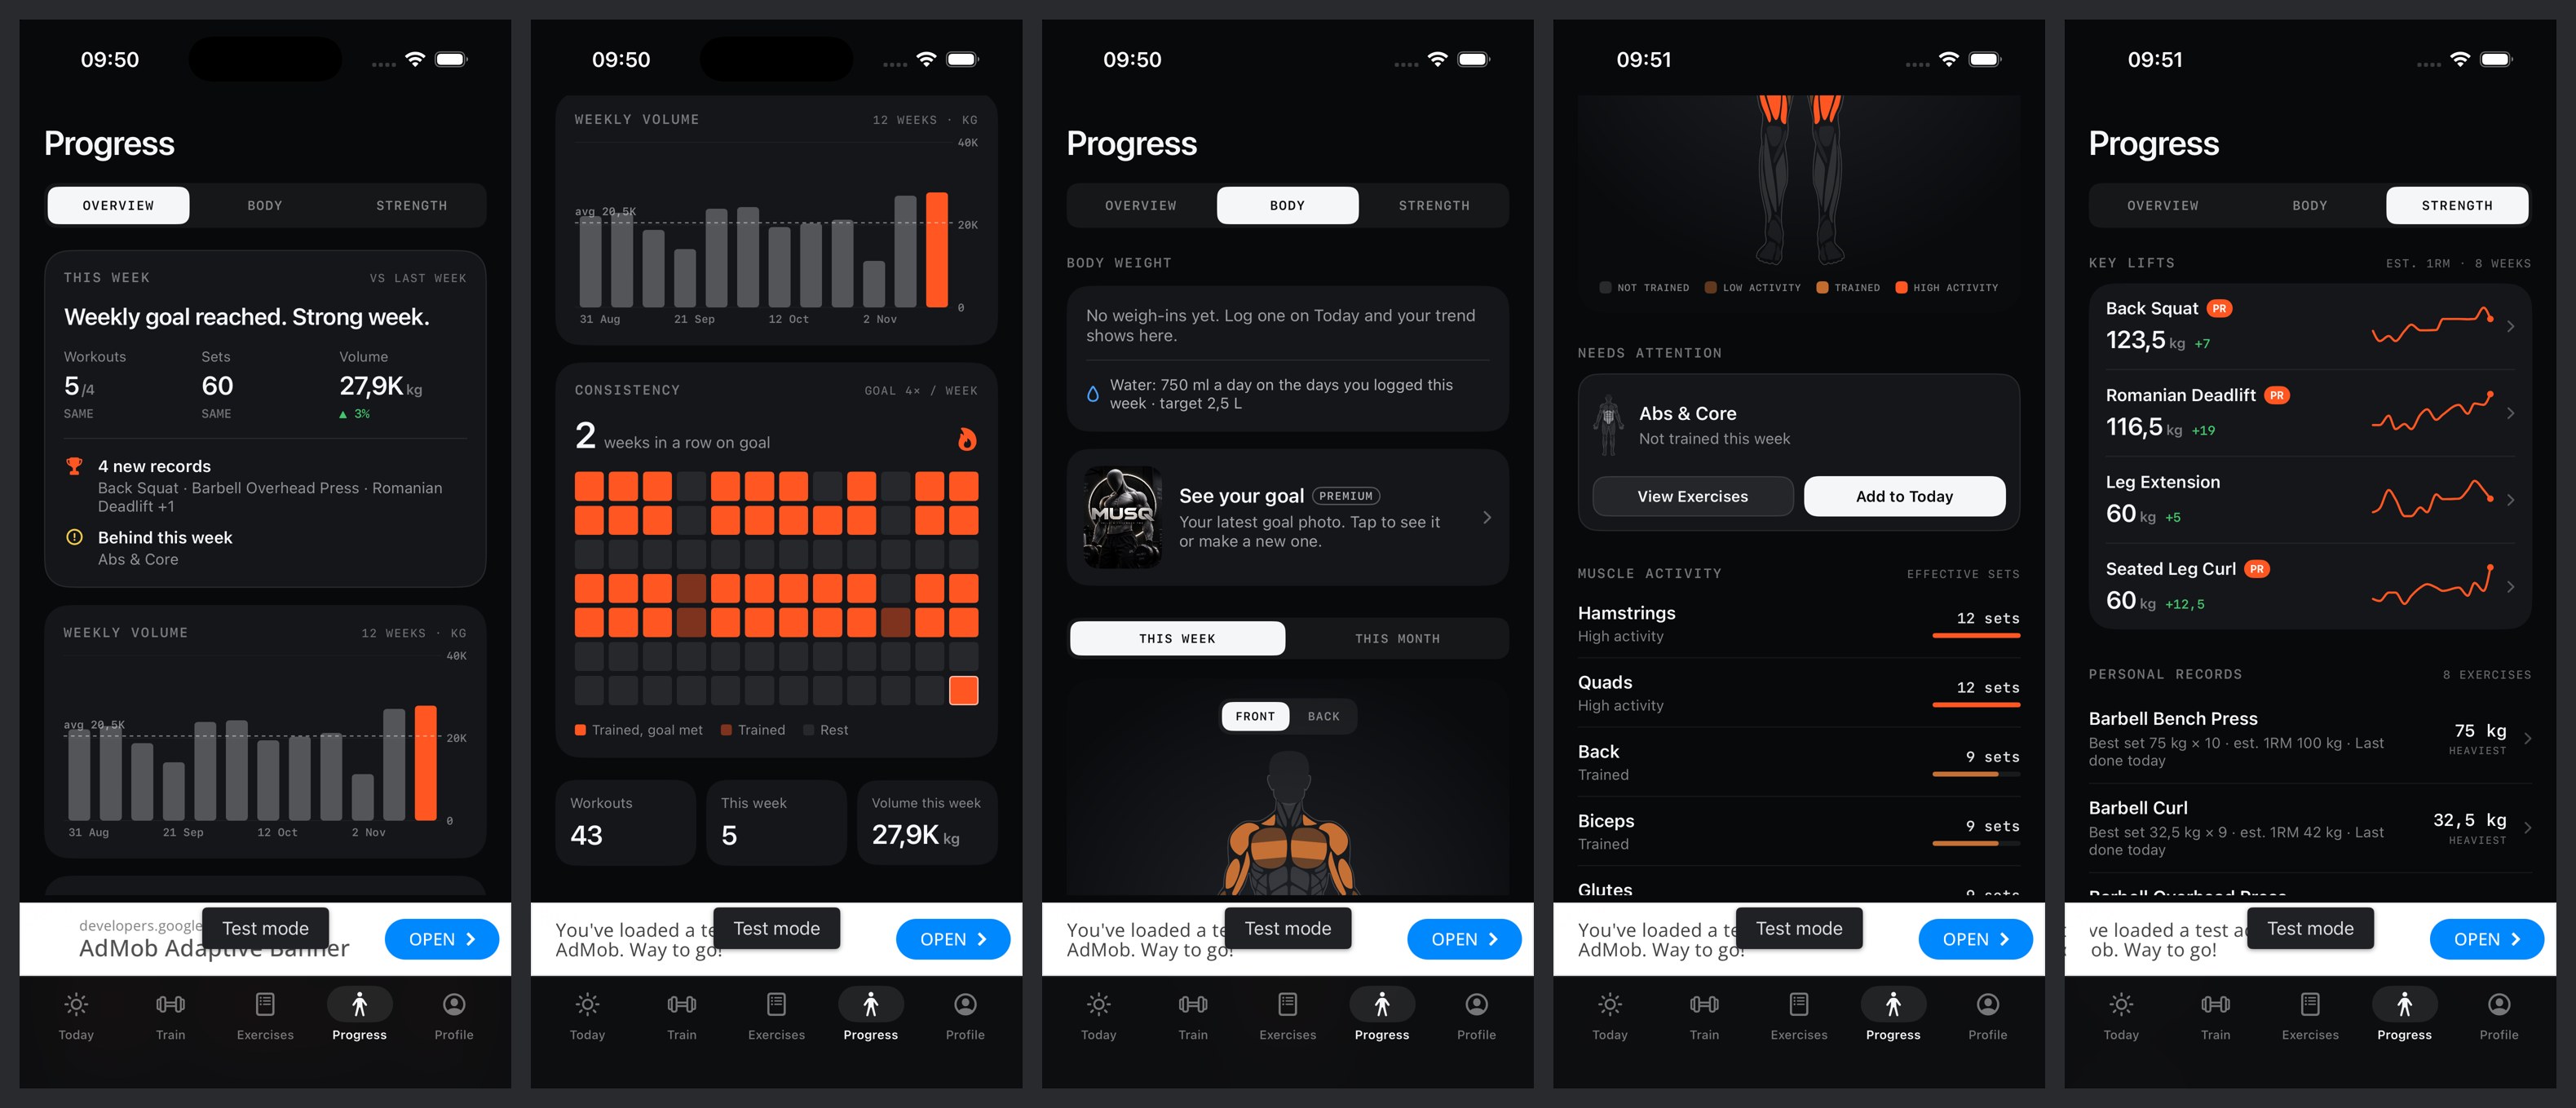 09:50
Progress
OVERVIEW BODY STRENGTH
THIS WEEK VS LAST WEEK
Weekly goal reached. Strong week.
Workouts Sets Volume
5/4 60 27,9K kg
SAME SAME ▲ 3%
4 new records
Back Squat · Barbell Overhead Press · Romanian
Deadlift +1
Behind this week
Abs & Core
WEEKLY VOLUME 12 WEEKS · KG
40K
avg 20,5K
20K
0
31 Aug 21 Sep 12 Oct 2 Nov
developers.google
AdMob Adaptive Banner
Test mode
OPEN
Today Train Exercises Progress Profile
09:50
WEEKLY VOLUME 12 WEEKS · KG
40K
avg 20,5K
20K
0
31 Aug 21 Sep 12 Oct 2 Nov
CONSISTENCY GOAL 4× / WEEK
2 weeks in a row on goal
Trained, goal met Trained Rest
Workouts This week Volume this week
43 5 27,9K kg
You've loaded a te
AdMob. Way to go!
Test mode
OPEN
Today Train Exercises Progress Profile
09:50
Progress
OVERVIEW BODY STRENGTH
BODY WEIGHT
No weigh-ins yet. Log one on Today and your trend
shows here.
Water: 750 ml a day on the days you logged this
week · target 2,5 L
MUSQ
See your goal PREMIUM
Your latest goal photo. Tap to see it
or make a new one.
THIS WEEK THIS MONTH
FRONT BACK
You've loaded a te
AdMob. Way to go!
Test mode
OPEN
Today Train Exercises Progress Profile
09:51
NOT TRAINED LOW ACTIVITY TRAINED HIGH ACTIVITY
NEEDS ATTENTION
Abs & Core
Not trained this week
View Exercises Add to Today
MUSCLE ACTIVITY EFFECTIVE SETS
Hamstrings 12 sets
High activity
Quads 12 sets
High activity
Back 9 sets
Trained
Biceps 9 sets
Trained
Glutes 9 sets
You've loaded a te
AdMob. Way to go!
Test mode
OPEN
Today Train Exercises Progress Profile
09:51
Progress
OVERVIEW BODY STRENGTH
KEY LIFTS EST. 1RM · 8 WEEKS
Back Squat PR
123,5 kg +7
Romanian Deadlift PR
116,5 kg +19
Leg Extension
60 kg +5
Seated Leg Curl PR
60 kg +12,5
PERSONAL RECORDS 8 EXERCISES
Barbell Bench Press 75 kg
Best set 75 kg × 10 · est. 1RM 100 kg · Last
done today
HEAVIEST
Barbell Curl 32,5 kg
Best set 32,5 kg × 9 · est. 1RM 42 kg · Last
done today
HEAVIEST
Barbell Overhead Press
ve loaded a test ad
ob. Way to go!
Test mode
OPEN
Today Train Exercises Progress Profile